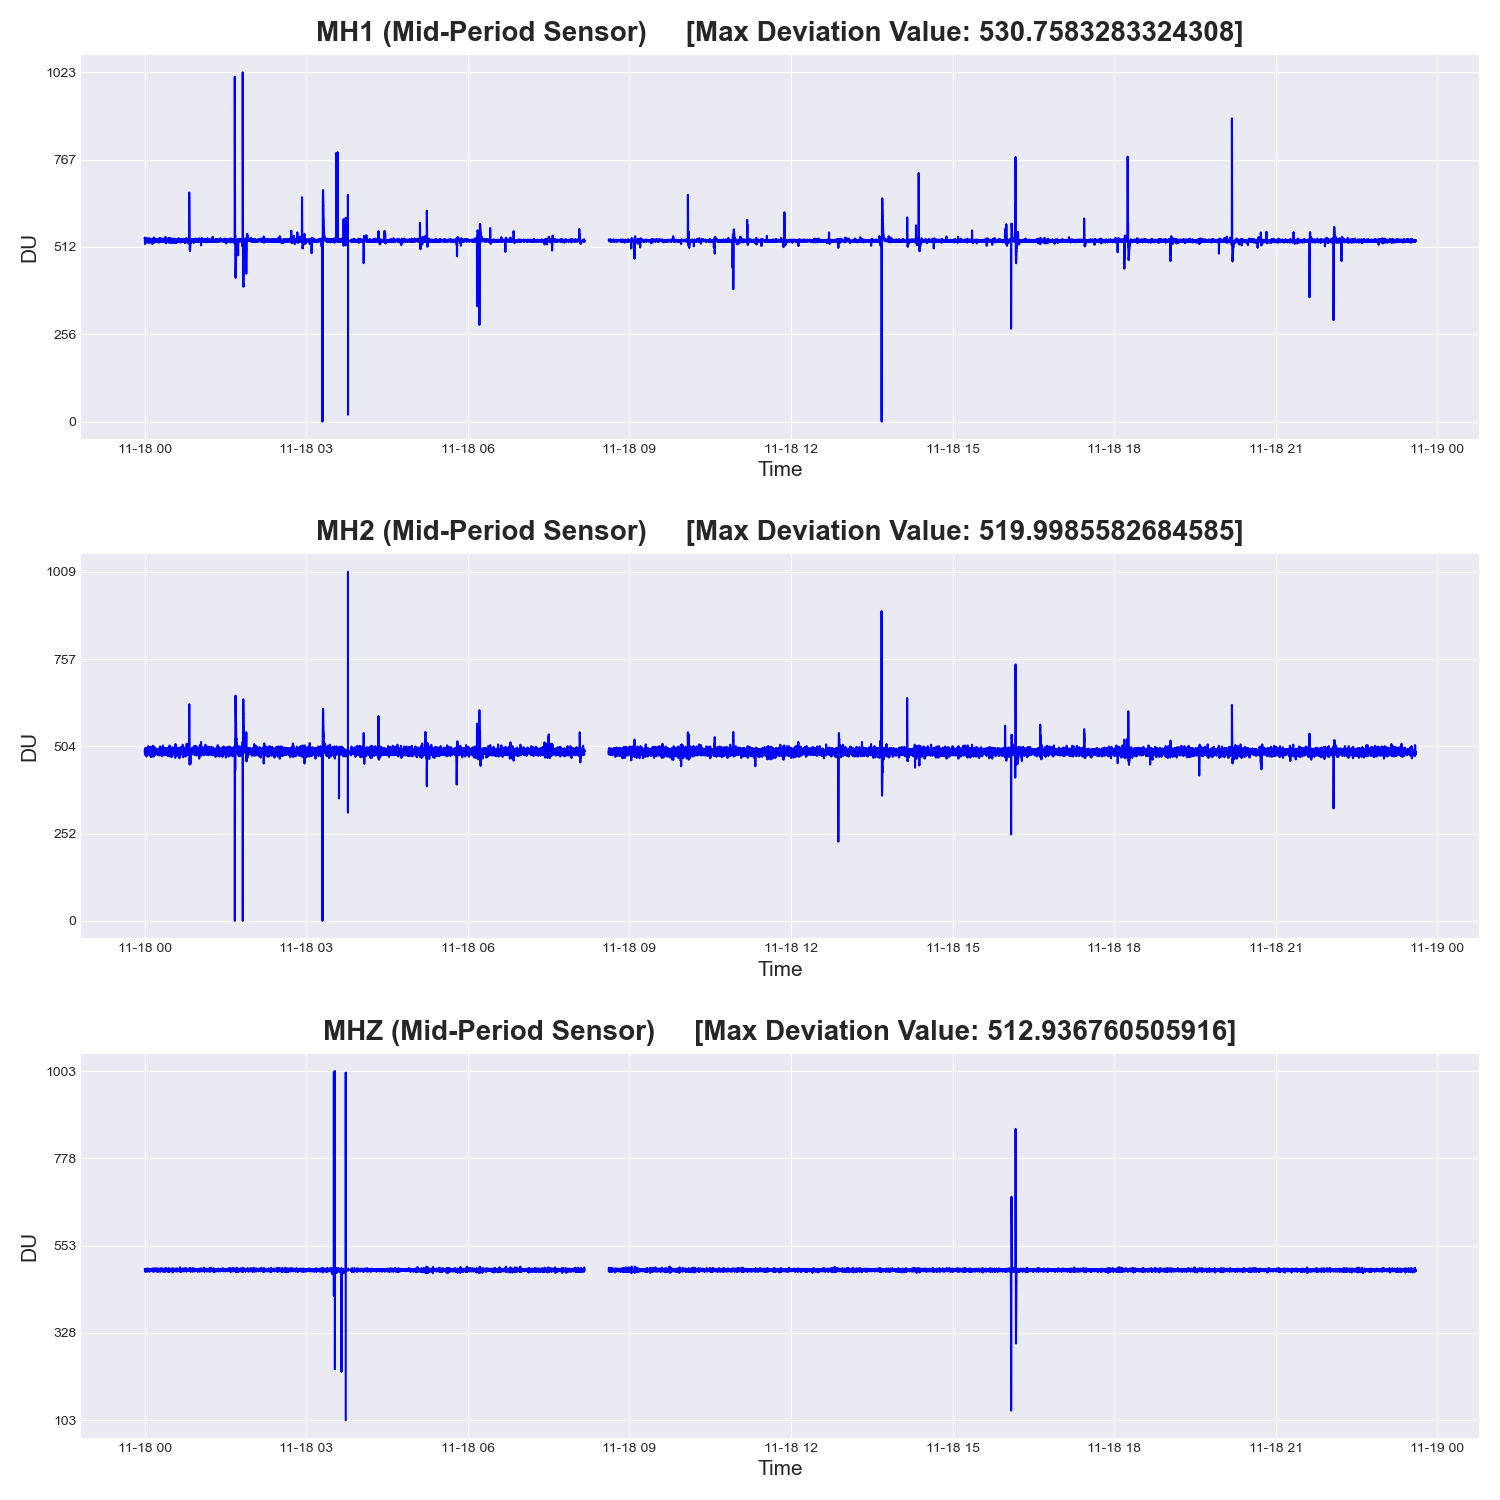 MH1 (Mid-Period Sensor)     [Max Deviation Value: 530.7583283324308]
1023
767
512
256
0
DU
11-18 00 11-18 03 11-18 06 11-18 09 11-18 12 11-18 15 11-18 18 11-18 21 11-19 00
Time
MH2 (Mid-Period Sensor)     [Max Deviation Value: 519.9985582684585]
1009
757
504
252
0
DU
11-18 00 11-18 03 11-18 06 11-18 09 11-18 12 11-18 15 11-18 18 11-18 21 11-19 00
Time
MHZ (Mid-Period Sensor)     [Max Deviation Value: 512.936760505916]
1003
778
553
328
103
DU
11-18 00 11-18 03 11-18 06 11-18 09 11-18 12 11-18 15 11-18 18 11-18 21 11-19 00
Time